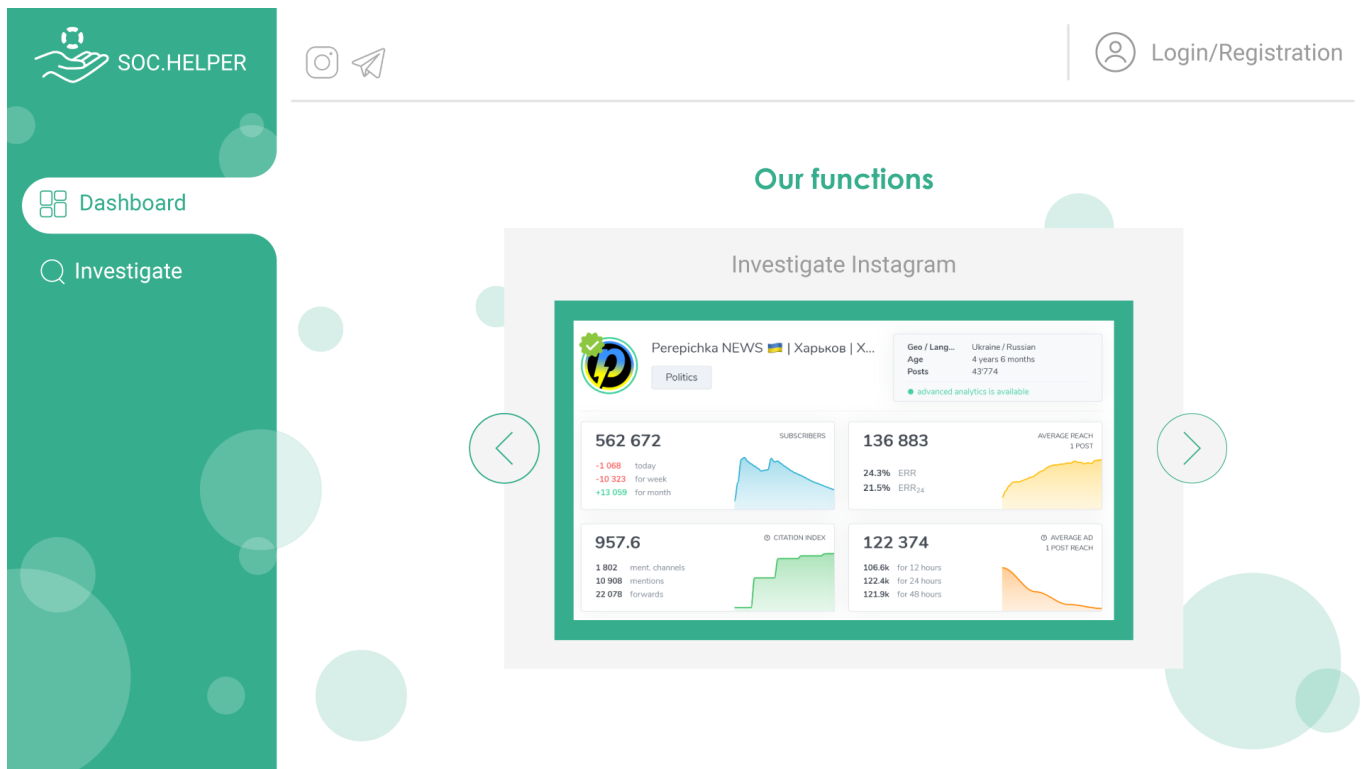 SOC.HELPER
Login/Registration
Dashboard
Investigate
Our functions
Investigate Instagram
Perepichka NEWS 🇺🇦 | Харьков | Х...
Politics
Geo / Lang... Ukraine / Russian
Age 4 years 6 months
Posts 43'774
advanced analytics is available
562 672 SUBSCRIBERS
-1 068 today
-10 323 for week
+13 059 for month
136 883 AVERAGE REACH
1 POST
24.3% ERR
21.5% ERR24
957.6 CITATION INDEX
1 802 ment. channels
10 908 mentions
22 078 forwards
122 374 AVERAGE AD
1 POST REACH
106.6k for 12 hours
122.4k for 24 hours
121.9k for 48 hours